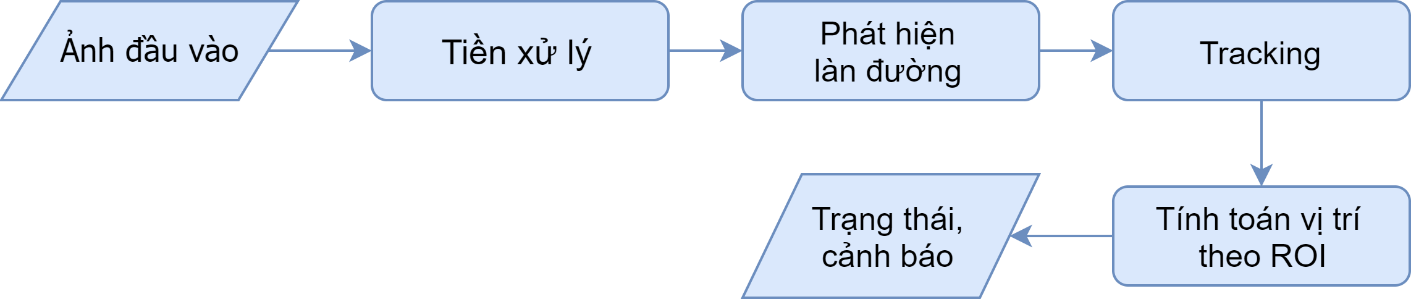 Ảnh đầu vào
Tiền xử lý
Phát hiện
làn đường
Tracking
Tính toán vị trí
theo ROI
Trạng thái,
cảnh báo